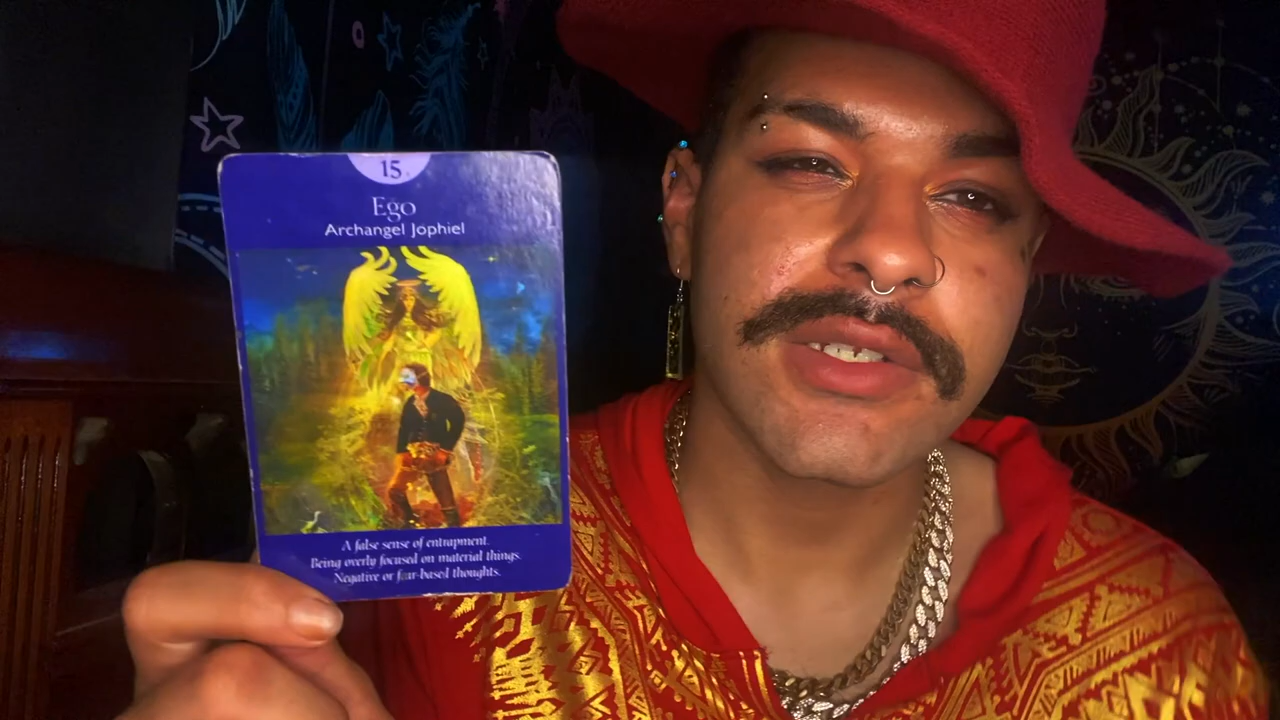 15
Ego
Archangel Jophiel
A false sense of entrapment.
Being overly focused on material things.
Negative or fear-based thoughts.